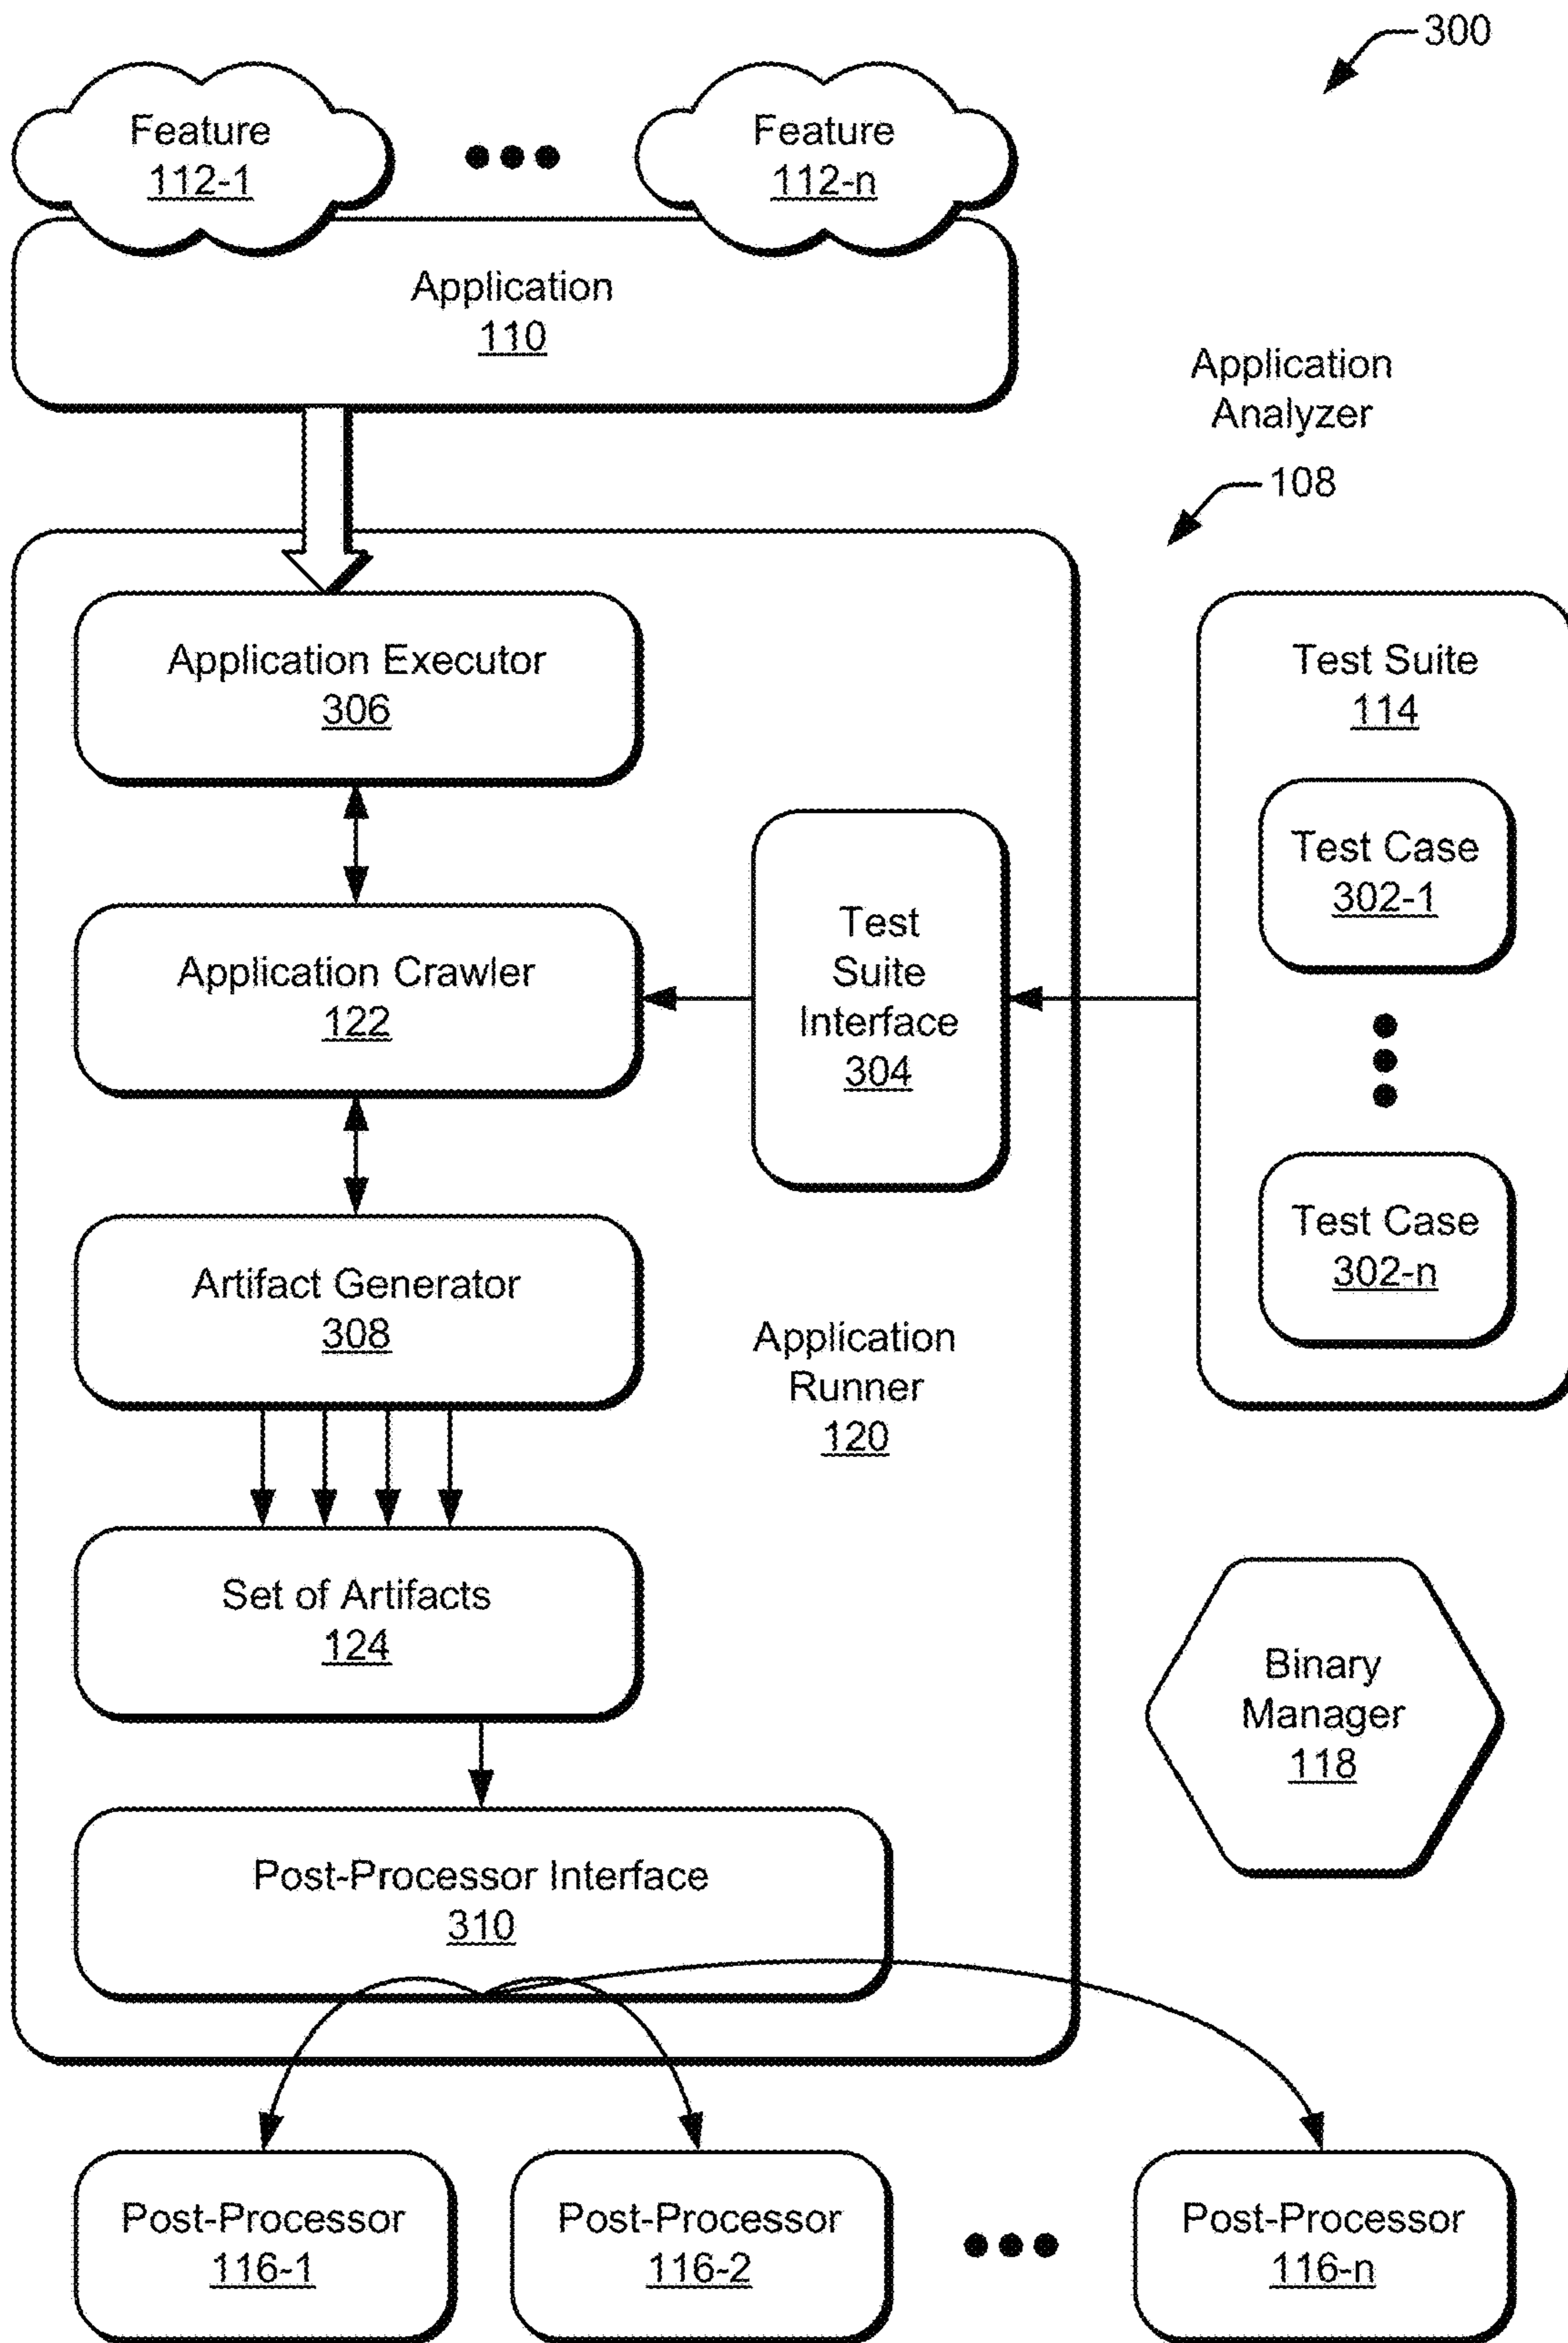 300
Feature
112-1
Feature
112-n
Application
110
Application
Analyzer
108
Application Executor
306
Test Suite
114
Test Case
302-1
Application Crawler
122
Test
Suite
Interface
304
Test Case
302-n
Artifact Generator
308
Application
Runner
120
Set of Artifacts
124
Binary
Manager
118
Post-Processor Interface
310
Post-Processor
116-1
Post-Processor
116-2
Post-Processor
116-n